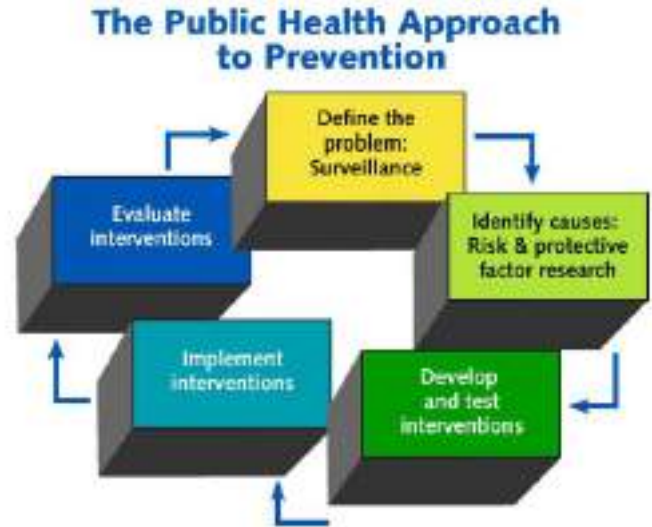 The Public Health Approach
to Prevention
Define the
problem:
Surveillance
Identify causes:
Risk & protective
factor research
Develop
and test
interventions
Implement
interventions
Evaluate
interventions